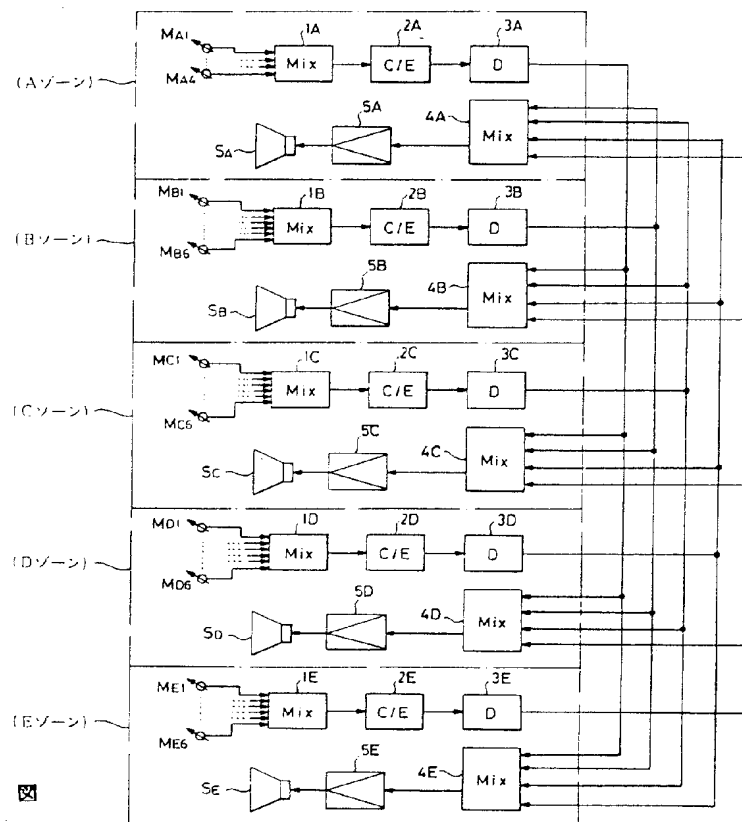 1A 2A 3A
MA1
Mix C/E D
(Aゾーン)
MA4
5A 4A
SA Mix
MB1
1B 2B 3B
Mix C/E D
(Bゾーン)
MB6
5B 4B
SB Mix
MC1
1C 2C 3C
Mix C/E D
(Cゾーン)
MC6
5C 4C
SC Mix
MD1
1D 2D 3D
Mix C/E D
(Dゾーン)
MD6
5D 4D
SD Mix
ME1
1E 2E 3E
Mix C/E D
(Eゾーン)
ME6
5E 4E
SE Mix
図